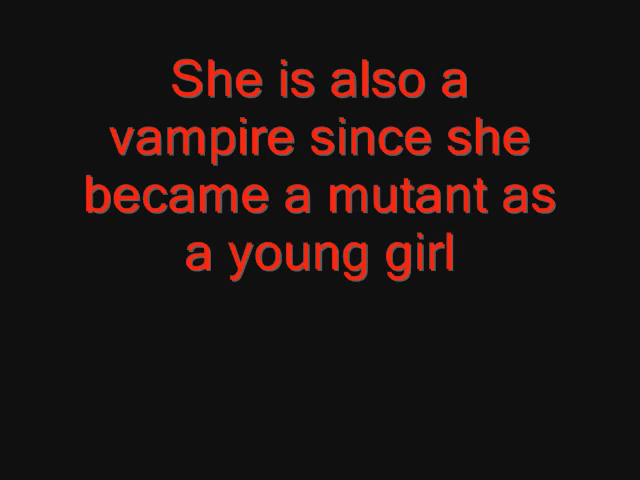 She is also a
vampire since she
became a mutant as
a young girl